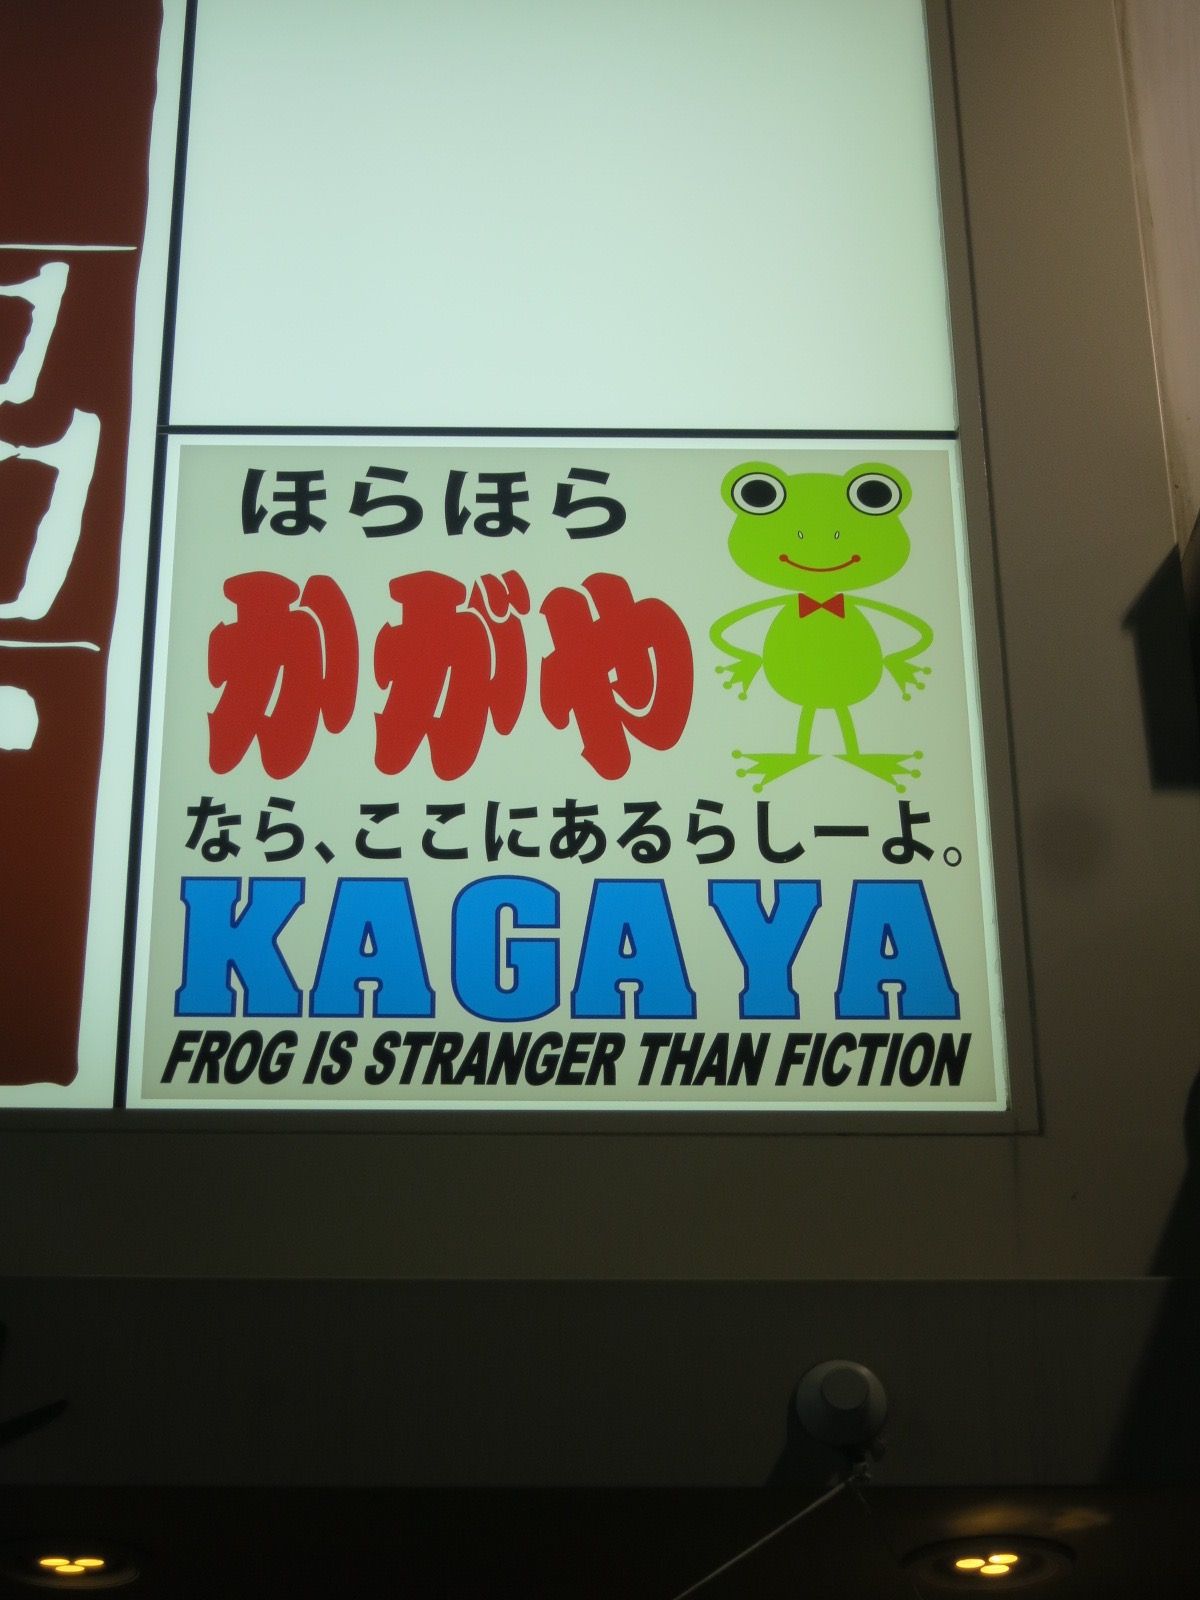 ほらほら
かがや
なら、ここにあるらしーよ。
KAGAYA
FROG IS STRANGER THAN FICTION